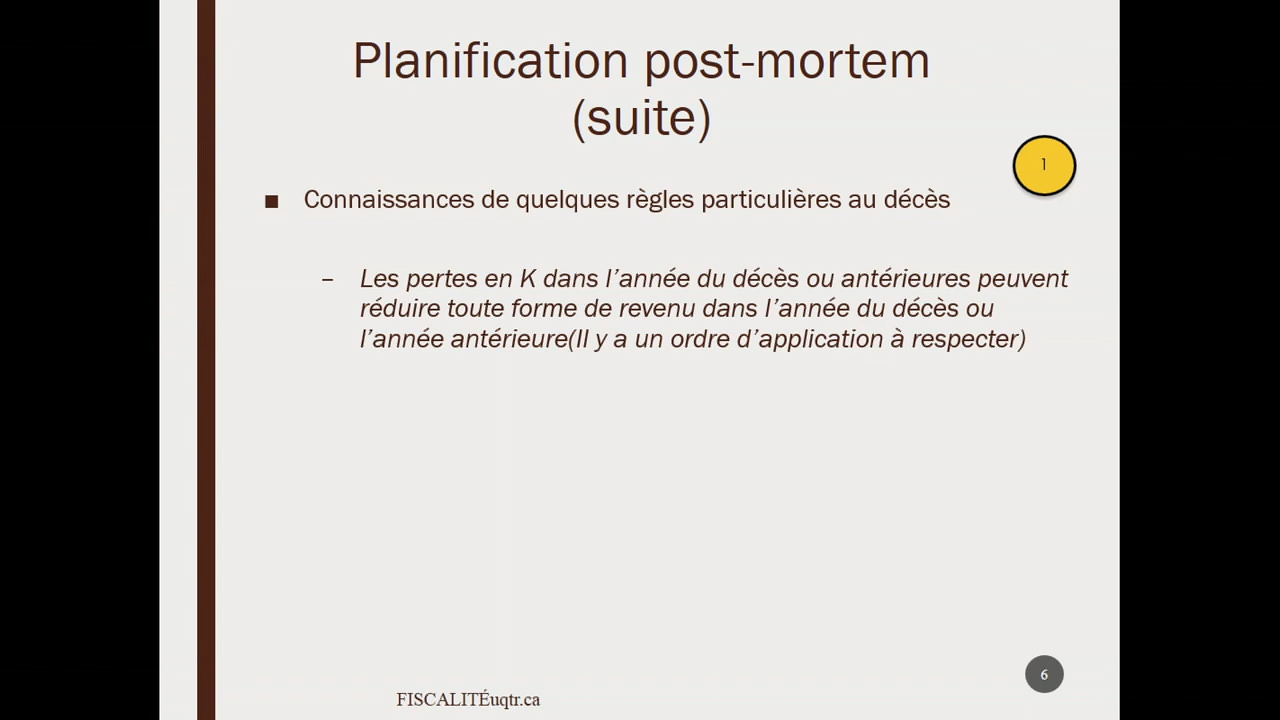 Planification post-mortem
(suite)
1
■ Connaissances de quelques règles particulières au décès
– Les pertes en K dans l’année du décès ou antérieures peuvent
réduire toute forme de revenu dans l’année du décès ou
l’année antérieure(Il y a un ordre d’application à respecter)
6
FISCALITÉuqtr.ca